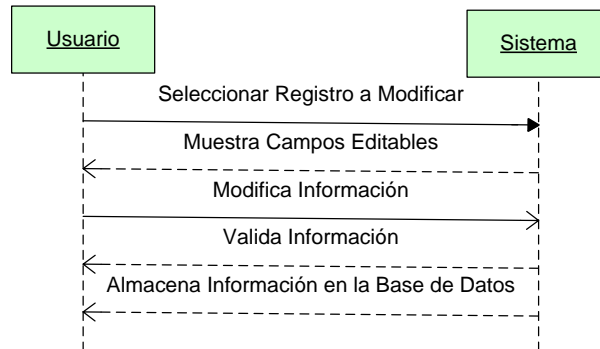 Usuario
Sistema
Seleccionar Registro a Modificar
Muestra Campos Editables
Modifica Información
Valida Información
Almacena Información en la Base de Datos